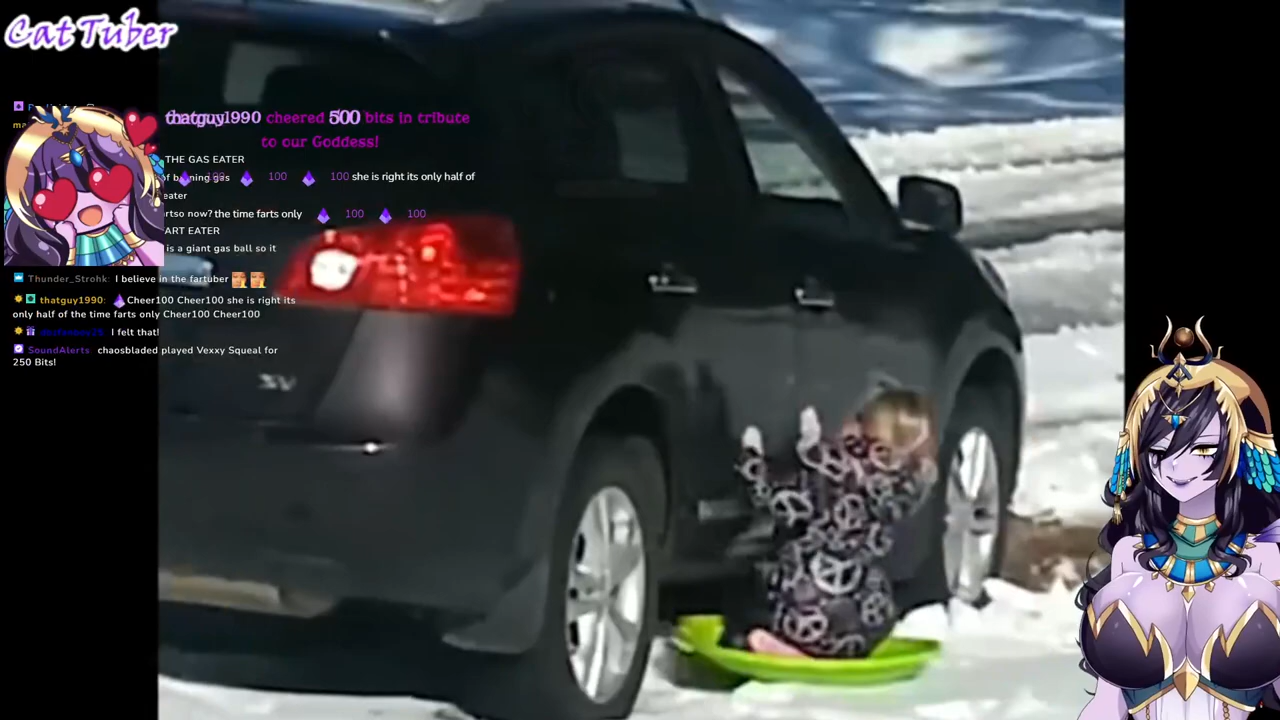 CatTuber
thatguy1990 cheered 500 bits in tribute
to our Goddess!
THE GAS EATER
gas
100 100 she is right its only half of
eater
now? the time farts only 100 100
ART EATER
is a giant gas ball so it
Thunder_Strohk: I believe in the fartuber
thatguy1990: Cheer100 Cheer100 she is right its
only half of the time farts only Cheer100 Cheer100
I felt that!
SoundAlerts chaosbladed played Vexxy Squeal for
250 Bits!
SV